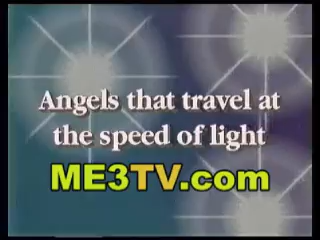 Angels that travel at
the speed of light
ME3TV.com